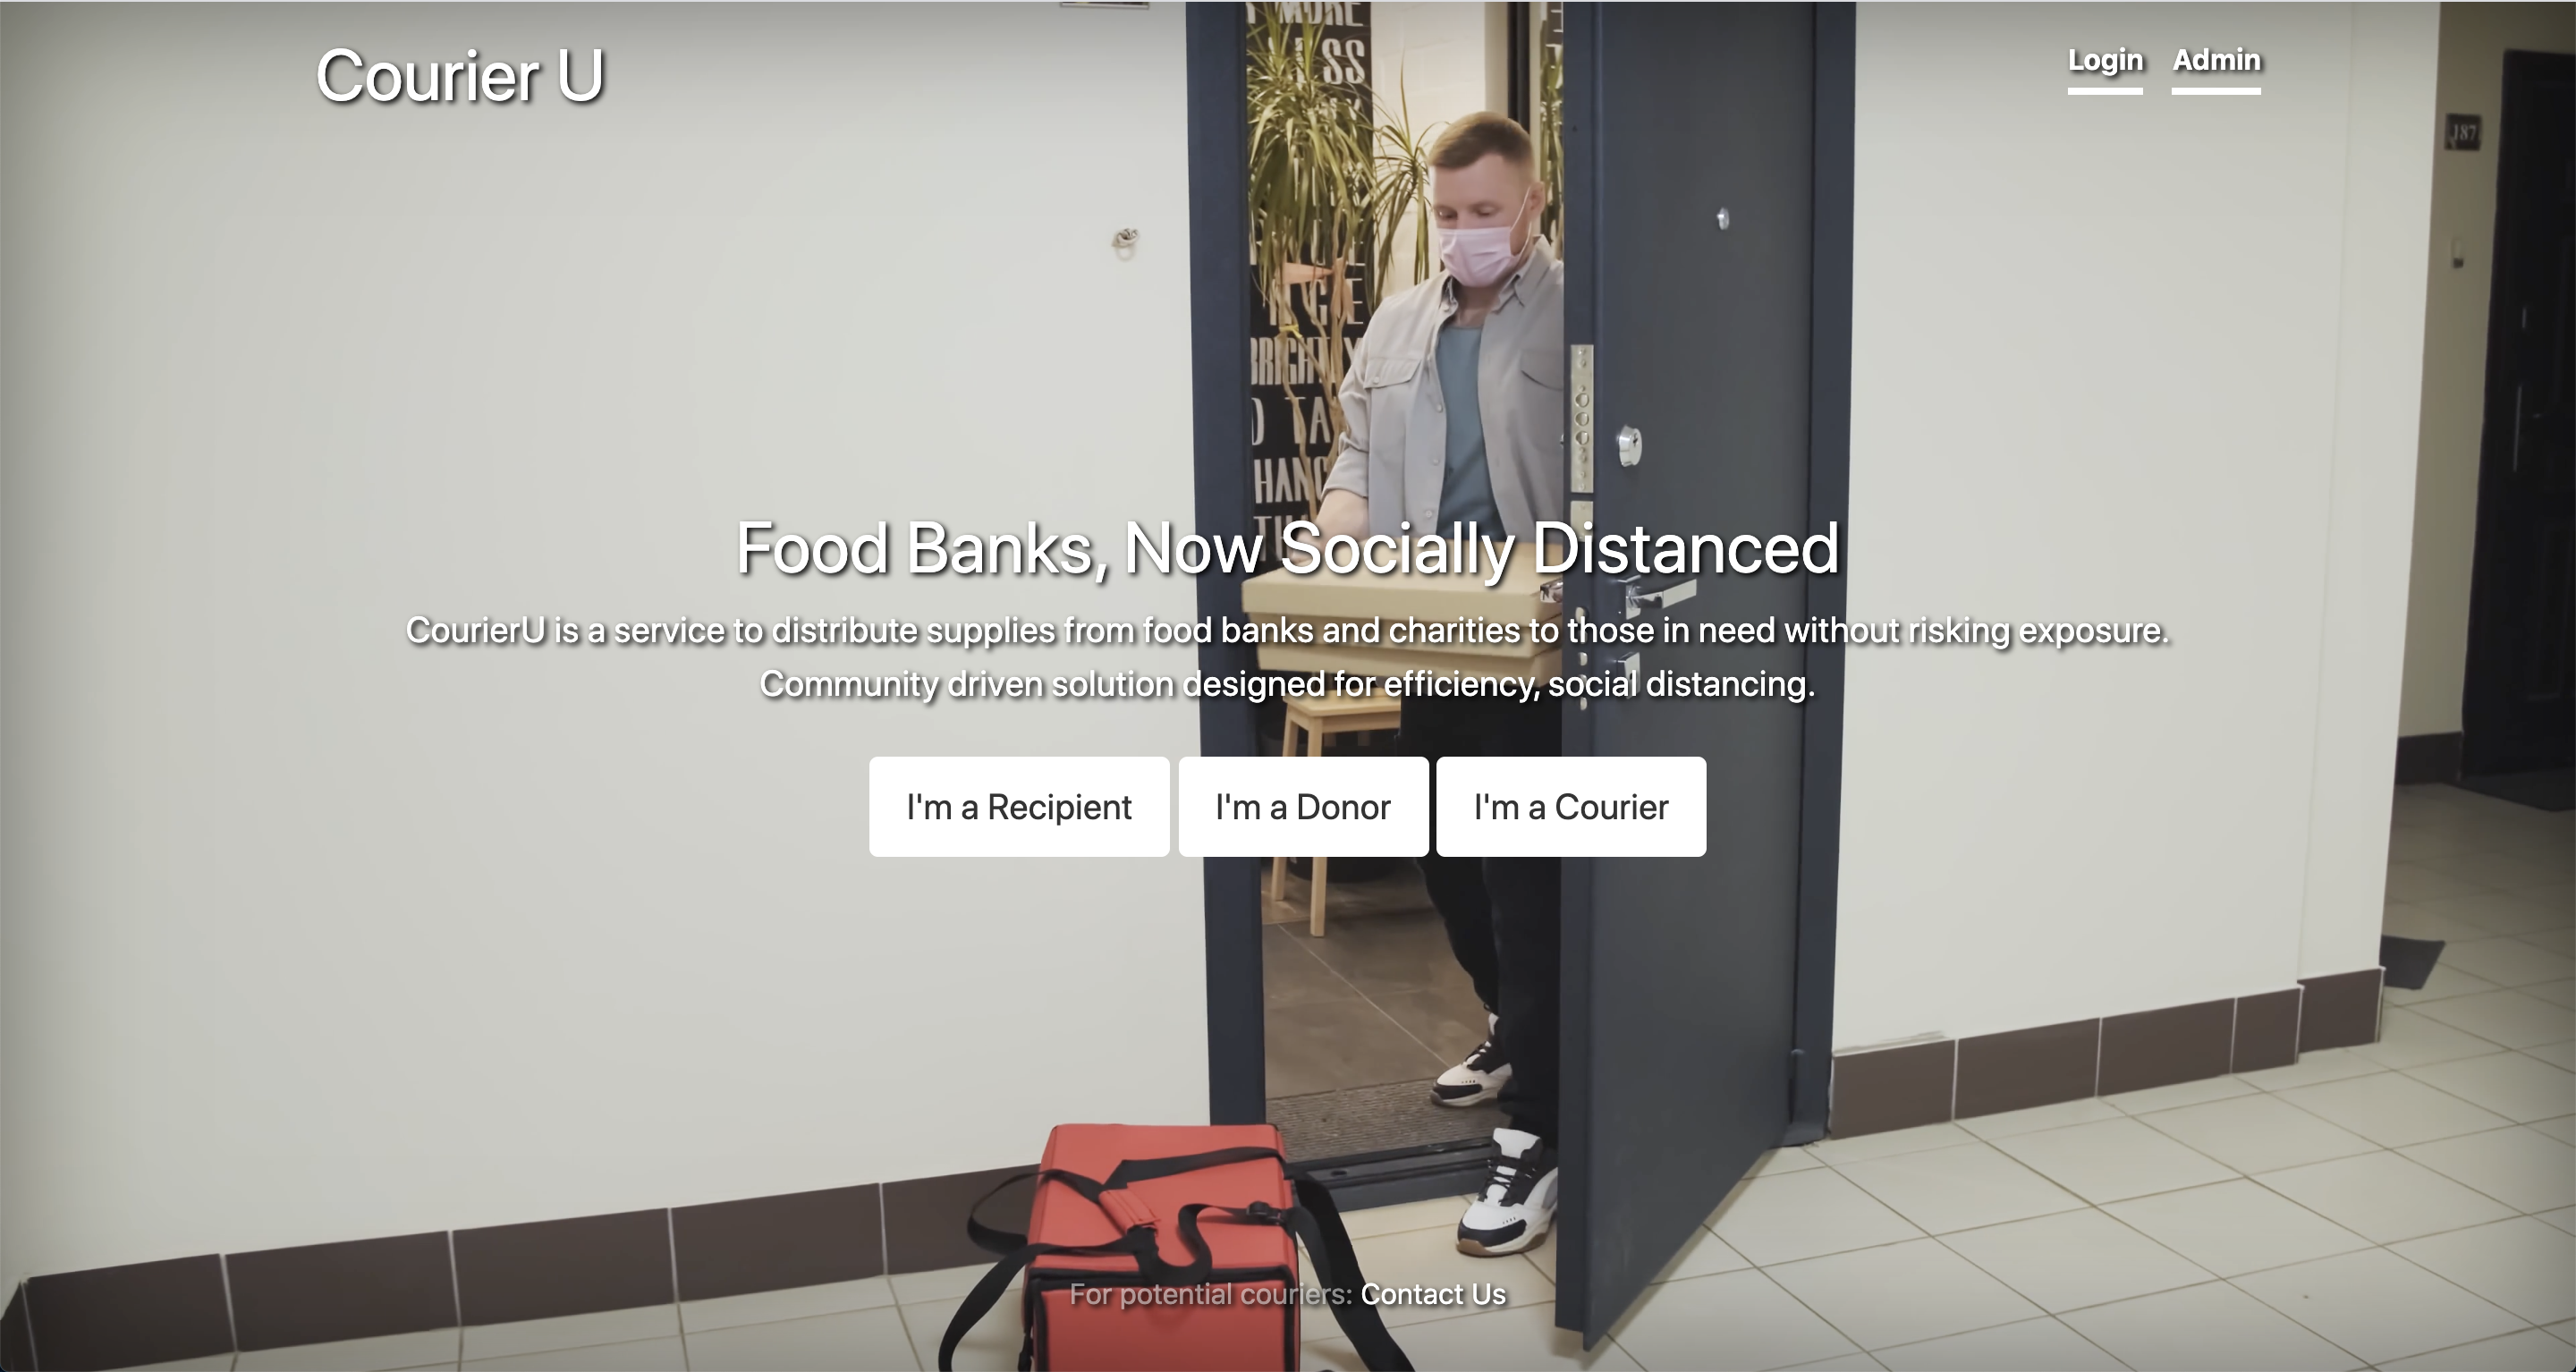 Courier U
Login Admin
187
Food Banks, Now Socially Distanced
CourierU is a service to distribute supplies from food banks and charities to those in need without risking exposure.
Community driven solution designed for efficiency, social distancing.
I'm a Recipient
I'm a Donor
I'm a Courier
For potential couriers: Contact Us